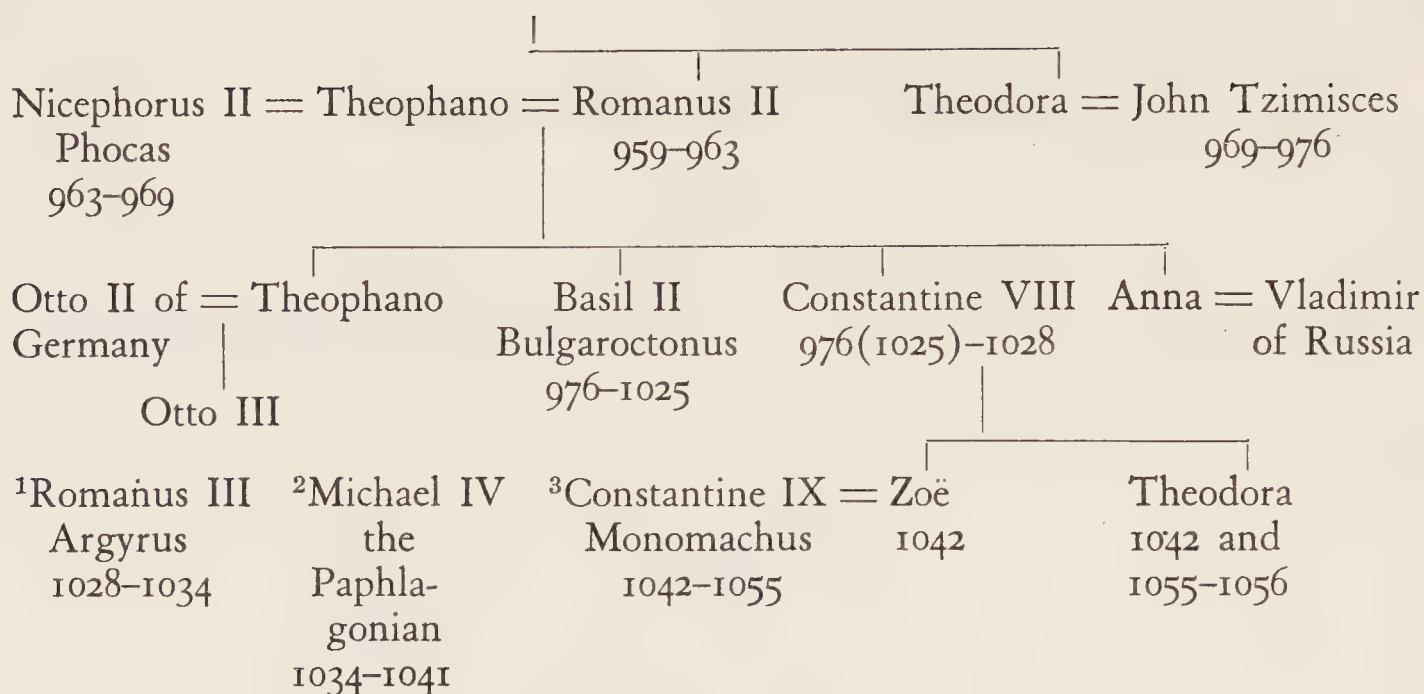 Nicephorus II = Theophano = Romanus II Theodora = John Tzimisces
Phocas 959–963 969–976
963–969
Otto II of = Theophano Basil II Constantine VIII Anna = Vladimir
Germany Bulgaroctonus 976(1025)–1028 of Russia
976–1025
Otto III
¹Romanus III ²Michael IV ³Constantine IX = Zoë Theodora
Argyrus the Monomachus 1042 1042 and
1028–1034 Paphla- 1042–1055 1055–1056
gonian
1034–1041